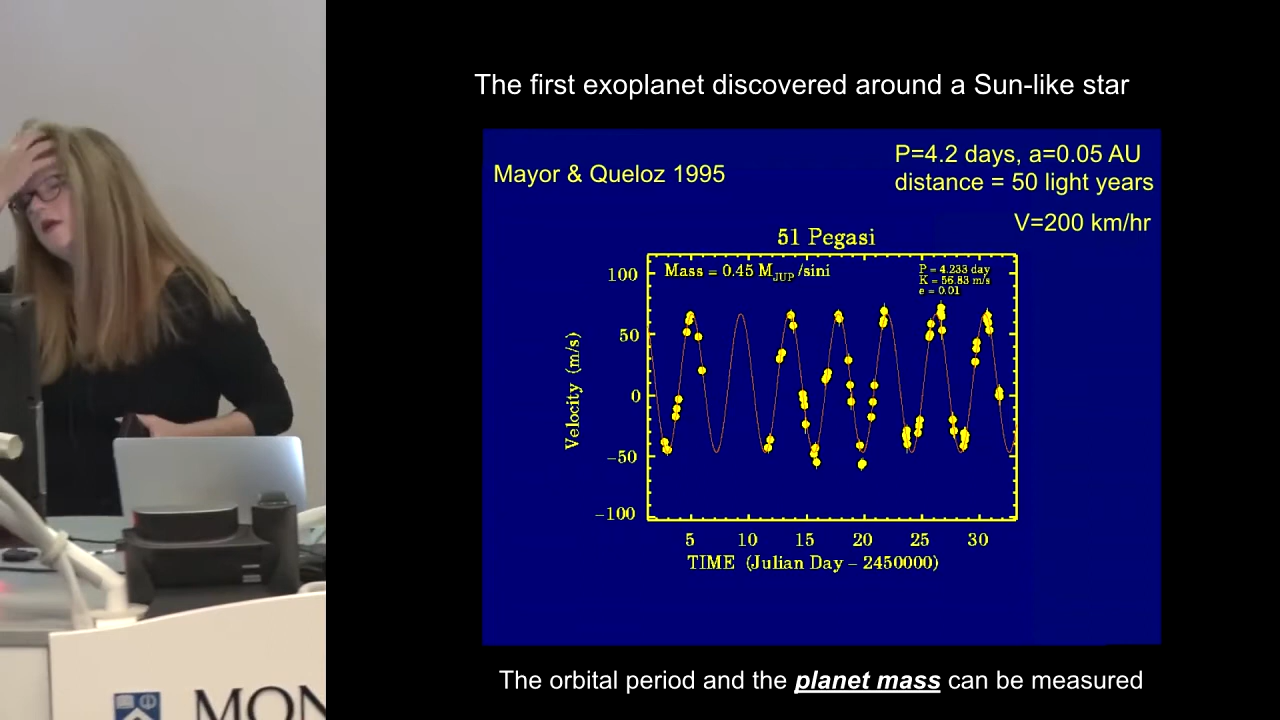 The first exoplanet discovered around a Sun-like star
Mayor & Queloz 1995
P=4.2 days, a=0.05 AU
distance = 50 light years
V=200 km/hr
51 Pegasi
Mass = 0.45 M_JUP /sini
P = 4.233 day
K = 56.83 m/s
e = 0.01
100
50
0
−50
−100
Velocity (m/s)
5 10 15 20 25 30
TIME (Julian Day – 2450000)
The orbital period and the planet mass can be measured
MON